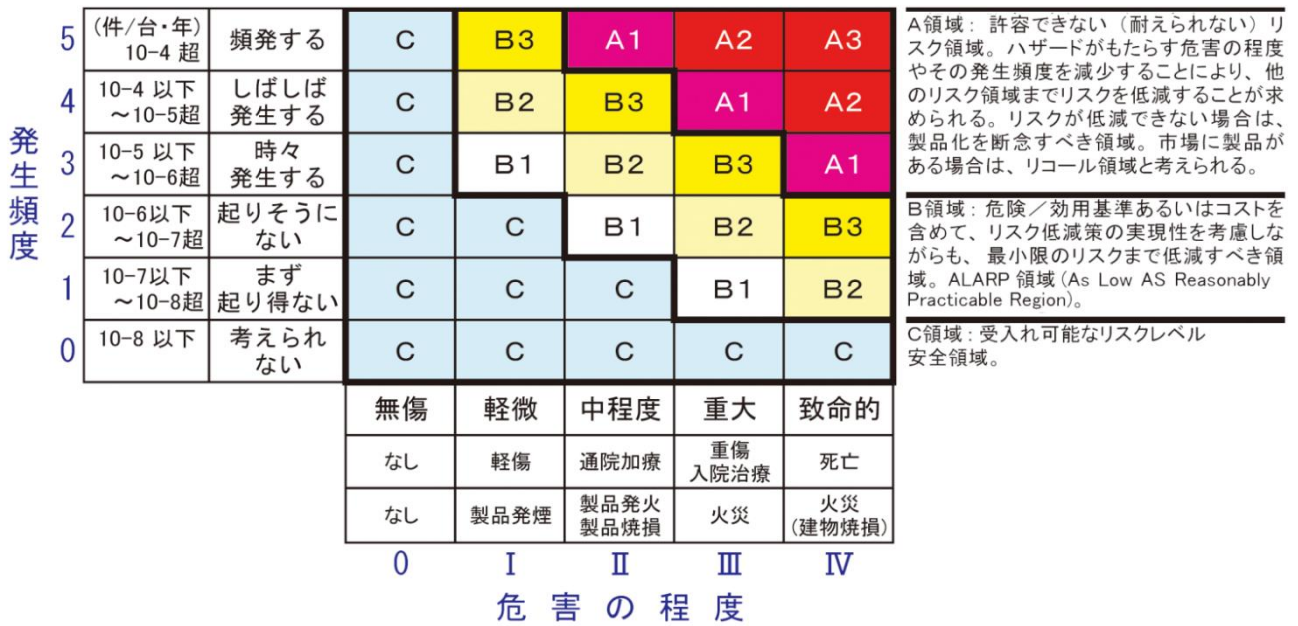 発生頻度
5 (件/台・年) 10-4 超 頻発する C B3 A1 A2 A3
4 10-4 以下 ～10-5超 しばしば 発生する C B2 B3 A1 A2
3 10-5 以下 ～10-6超 時々 発生する C B1 B2 B3 A1
2 10-6以下 ～10-7超 起りそうに ない C C B1 B2 B3
1 10-7以下 ～10-8超 まず 起り得ない C C C B1 B2
0 10-8 以下 考えられ ない C C C C C
無傷 軽微 中程度 重大 致命的
なし 軽傷 通院加療 重傷 入院治療 死亡
なし 製品発煙 製品発火 製品焼損 火災 火災 (建物焼損)
0 Ⅰ Ⅱ Ⅲ Ⅳ
危害の程度
A領域：許容できない（耐えられない）リ
スク領域。ハザードがもたらす危害の程度
やその発生頻度を減少することにより、他
のリスク領域までリスクを低減することが求
められる。リスクが低減できない場合は、
製品化を断念すべき領域。市場に製品が
ある場合は、リコール領域と考えられる。
B領域：危険／効用基準あるいはコストを
含めて、リスク低減策の実現性を考慮しな
がらも、最小限のリスクまで低減すべき領
域。ALARP 領域（As Low AS Reasonably
Practicable Region)。
C領域：受入れ可能なリスクレベル
安全領域。